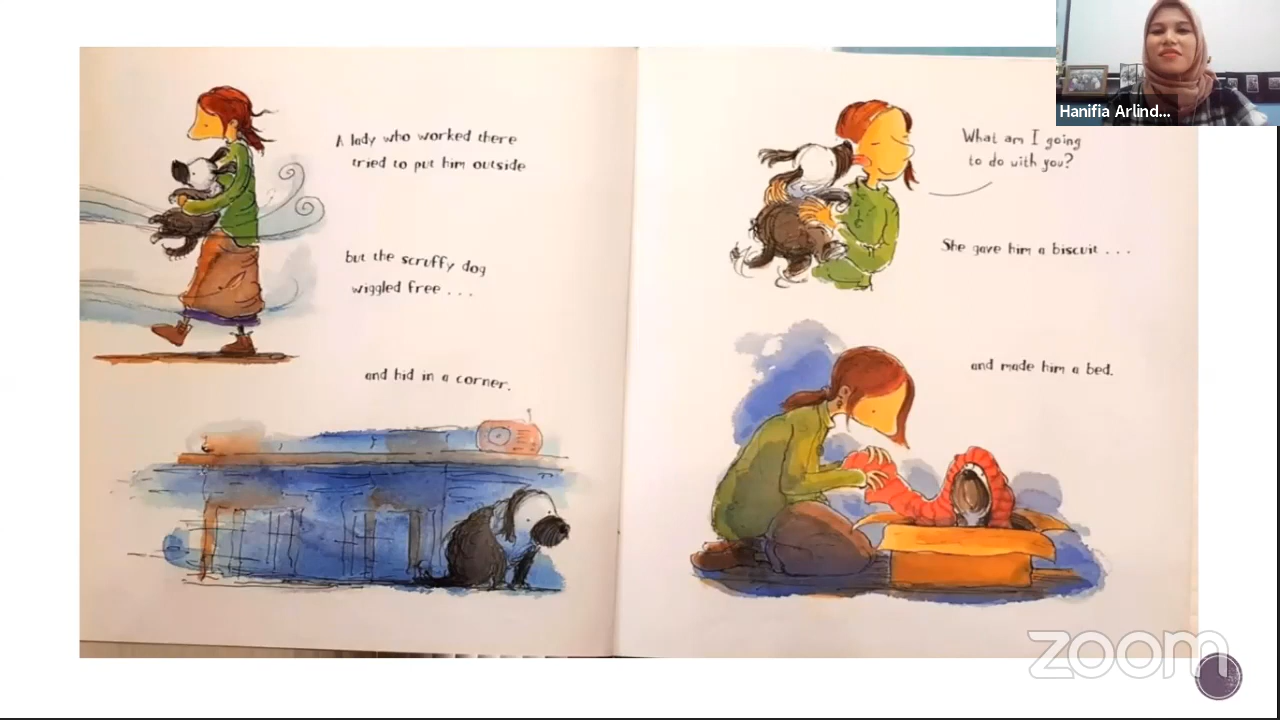 A lady who worked there
tried to put him outside
but the scruffy dog
wiggled free . . .
and hid in a corner.
What am I going
to do with you?
She gave him a biscuit . . .
and made him a bed.
Hanifia Arlind...
zoom